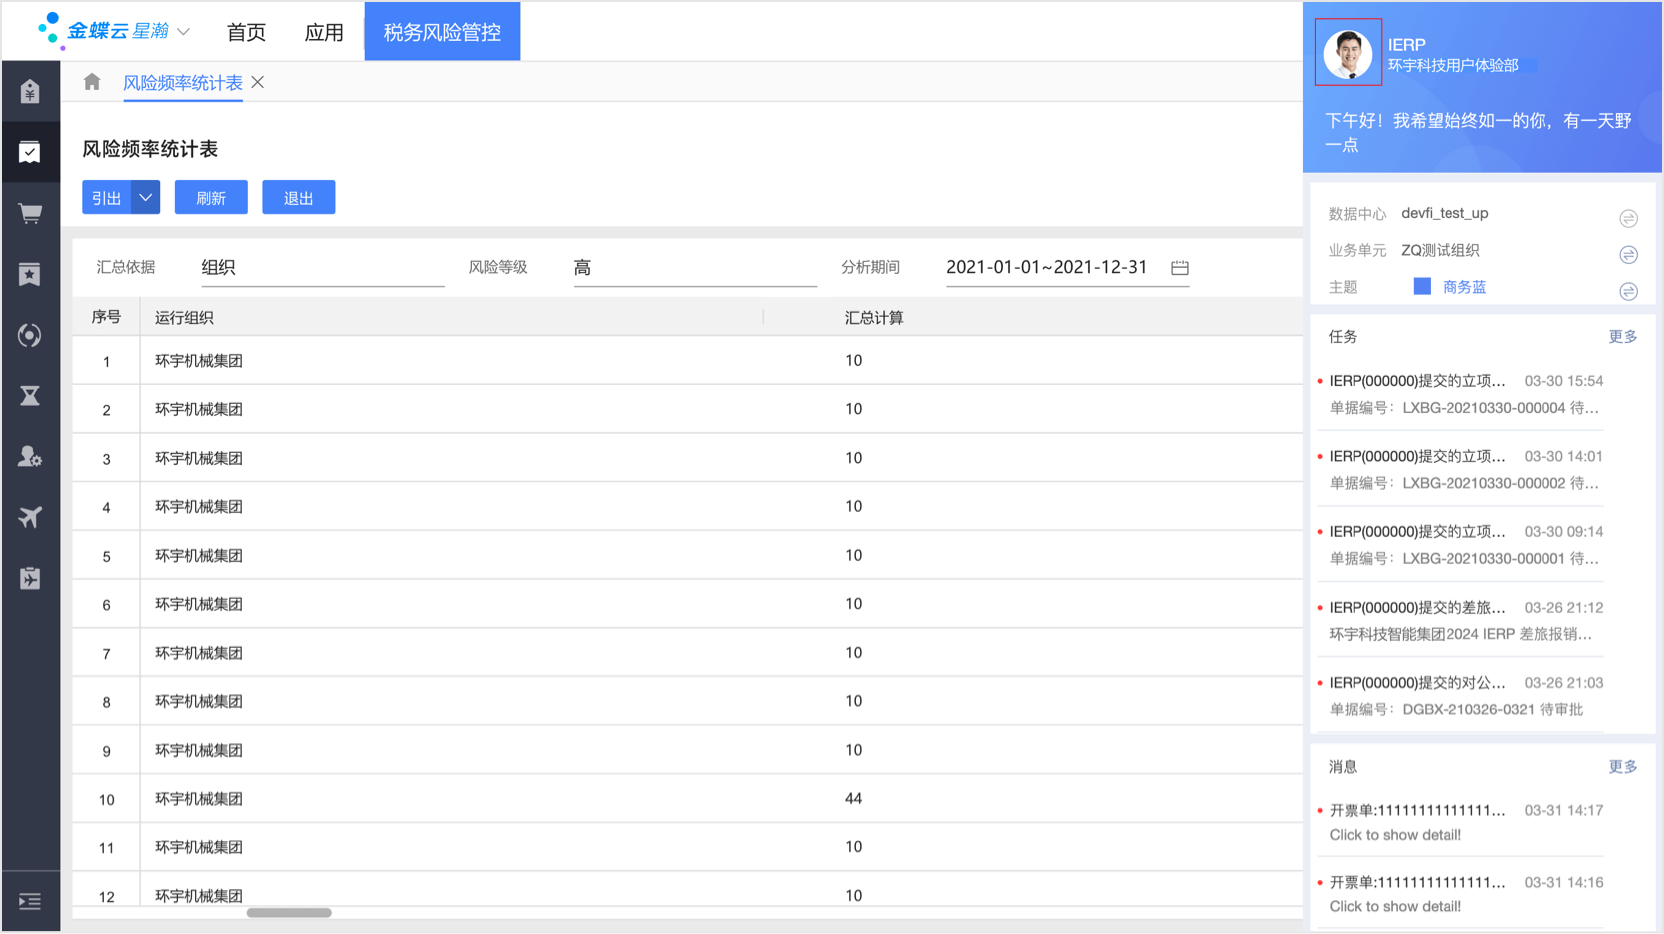 金蝶云 星瀚
首页 应用 税务风险管控
风险频率统计表
风险频率统计表
引出 刷新 退出
汇总依据 组织 风险等级 高 分析期间 2021-01-01~2021-12-31
序号 运行组织 汇总计算
1 环宇机械集团 10
2 环宇机械集团 10
3 环宇机械集团 10
4 环宇机械集团 10
5 环宇机械集团 10
6 环宇机械集团 10
7 环宇机械集团 10
8 环宇机械集团 10
9 环宇机械集团 10
10 环宇机械集团 44
11 环宇机械集团 10
12 环宇机械集团 10
IERP
环宇科技用户体验部
下午好！我希望始终如一的你，有一天野
一点
数据中心 devfi_test_up
业务单元 ZQ测试组织
主题 商务蓝
任务 更多
IERP(000000)提交的立项... 03-30 15:54
单据编号：LXBG-20210330-000004 待...
IERP(000000)提交的立项... 03-30 14:01
单据编号：LXBG-20210330-000002 待...
IERP(000000)提交的立项... 03-30 09:14
单据编号：LXBG-20210330-000001 待...
IERP(000000)提交的差旅... 03-26 21:12
环宇科技智能集团2024 IERP 差旅报销...
IERP(000000)提交的对公... 03-26 21:03
单据编号：DGBX-210326-0321 待审批
消息 更多
开票单:11111111111111... 03-31 14:17
Click to show detail!
开票单:11111111111111... 03-31 14:16
Click to show detail!